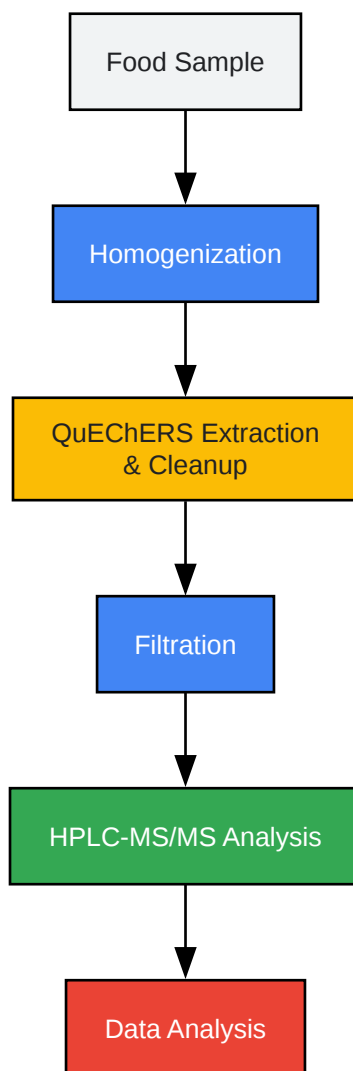 Food Sample
Homogenization
QuEChERS Extraction
& Cleanup
Filtration
HPLC-MS/MS Analysis
Data Analysis